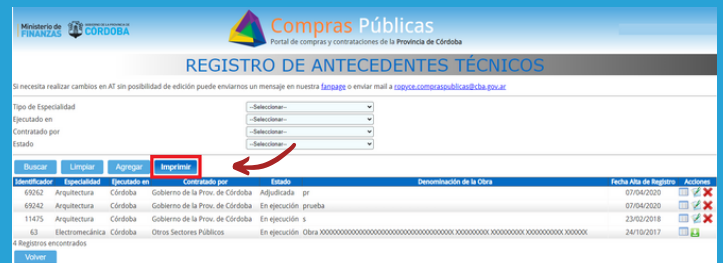 Ministerio de
FINANZAS
CÓRDOBA
Compras Públicas
Portal de compras y contrataciones de la Provincia de Córdoba
REGISTRO DE ANTECEDENTES TÉCNICOS
Si necesita realizar cambios en AT sin posibilidad de edición puede enviarnos un mensaje en nuestra fanpage o enviar mail a ropyce.compraspublicas@cba.gov.ar
Tipo de Especialidad --Seleccionar--
Ejecutado en --Seleccionar--
Contratado por --Seleccionar--
Estado --Seleccionar--
Buscar Limpiar Agregar Imprimir
Identificador Especialidad Ejecutado en Contratado por Estado Denominación de la Obra Fecha Alta de Registro Acciones
69262 Arquitectura Córdoba Gobierno de la Prov. de Córdoba Adjudicada pr 07/04/2020
69242 Arquitectura Córdoba Gobierno de la Prov. de Córdoba En ejecución prueba 07/04/2020
11475 Arquitectura Córdoba Gobierno de la Prov. de Córdoba En ejecución s 23/02/2018
63 Electromecánica Córdoba Otros Sectores Públicos En ejecución Obra 24/10/2017
4 Registros encontrados
Volver